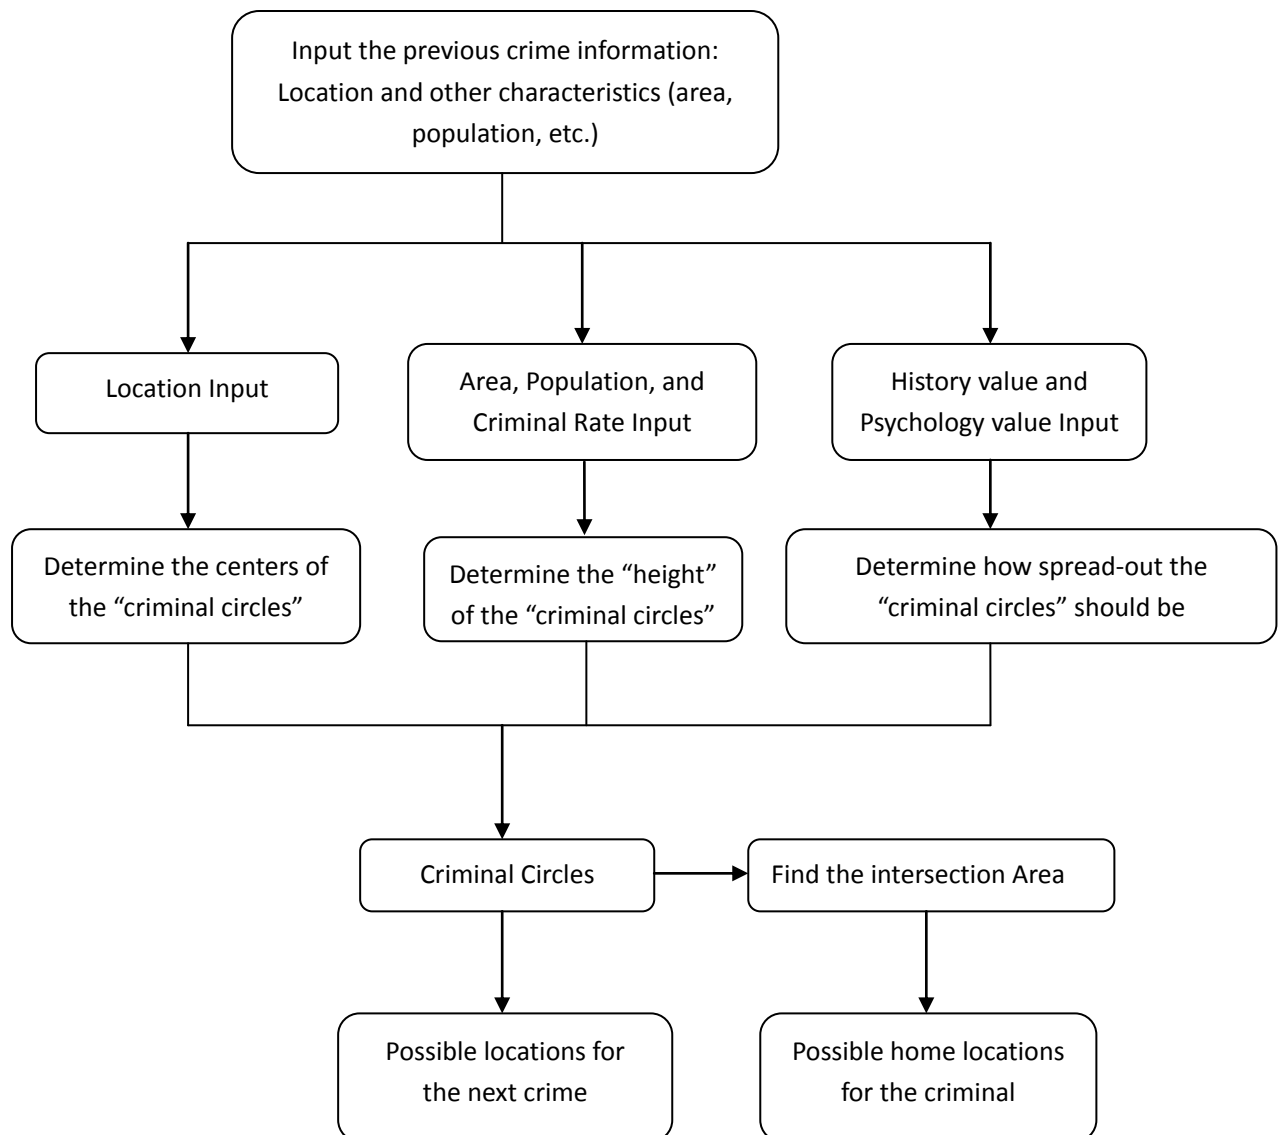 Input the previous crime information:
Location and other characteristics (area,
population, etc.)
Location Input
Area, Population, and
Criminal Rate Input
History value and
Psychology value Input
Determine the centers of
the “criminal circles”
Determine the “height”
of the “criminal circles”
Determine how spread-out the
“criminal circles” should be
Criminal Circles
Find the intersection Area
Possible locations for
the next crime
Possible home locations
for the criminal